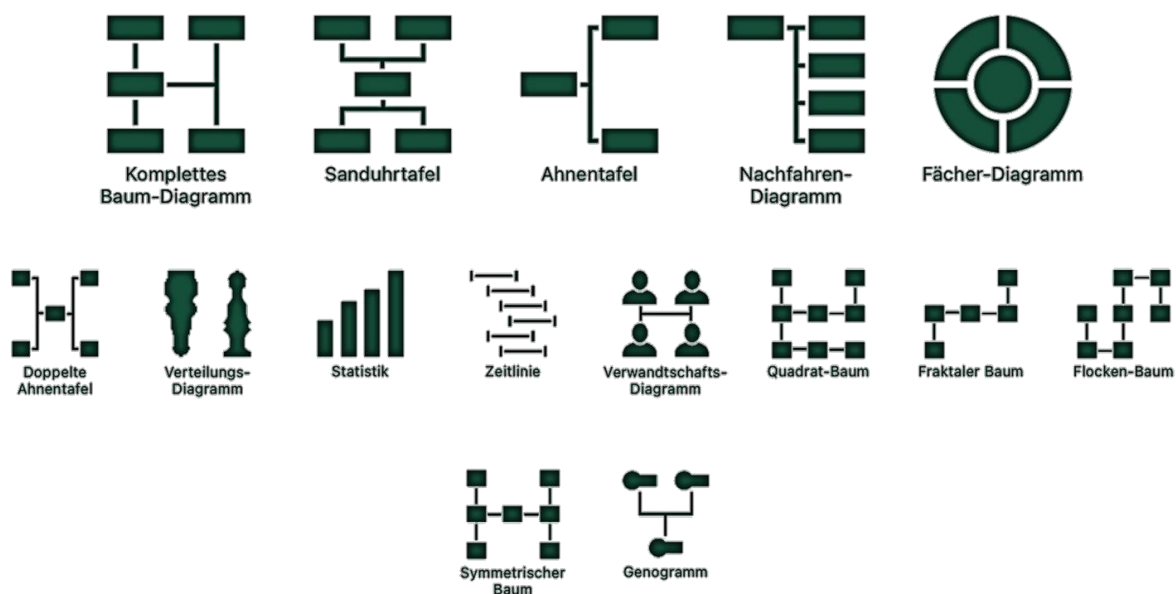 Komplettes
Baum-Diagramm
Sanduhrtafel
Ahnentafel
Nachfahren-
Diagramm
Fächer-Diagramm
Doppelte
Ahnentafel
Verteilungs-
Diagramm
Statistik
Zeitlinie
Verwandtschafts-
Diagramm
Quadrat-Baum
Fraktaler Baum
Flocken-Baum
Symmetrischer
Baum
Genogramm